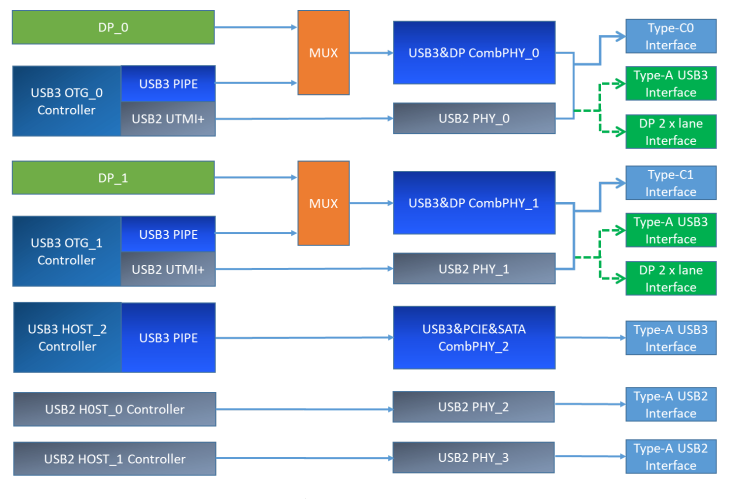 DP_0
MUX
USB3 OTG_0
Controller
USB3 PIPE
USB2 UTMI+
USB3&DP CombPHY_0
USB2 PHY_0
Type-C0
Interface
Type-A USB3
Interface
DP 2 x lane
Interface
DP_1
MUX
USB3 OTG_1
Controller
USB3 PIPE
USB2 UTMI+
USB3&DP CombPHY_1
USB2 PHY_1
Type-C1
Interface
Type-A USB3
Interface
DP 2 x lane
Interface
USB3 HOST_2
Controller
USB3 PIPE
USB3&PCIE&SATA
CombPHY_2
Type-A USB3
Interface
USB2 H0ST_0 Controller
USB2 PHY_2
Type-A USB2
Interface
USB2 HOST_1 Controller
USB2 PHY_3
Type-A USB2
Interface